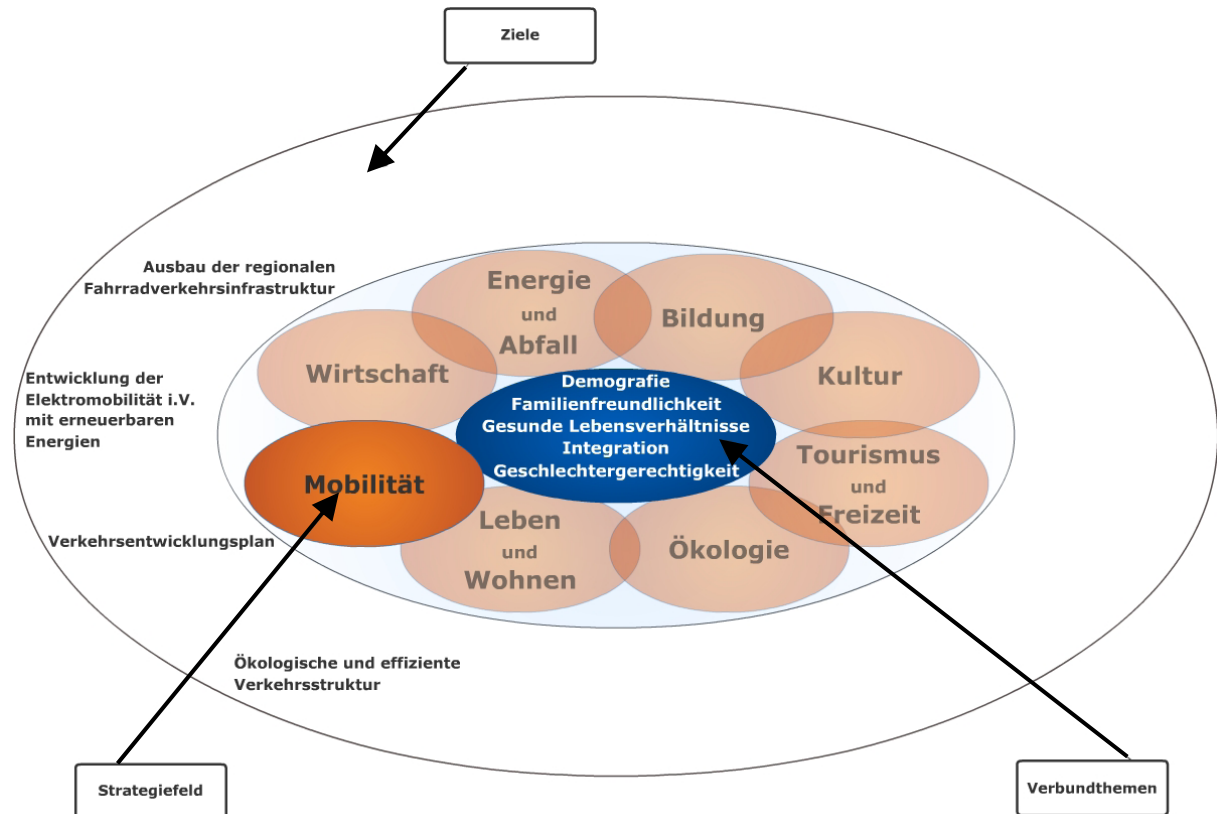 Ziele
Ausbau der regionalen
Fahrradverkehrsinfrastruktur
Energie
und
Abfall
Bildung
Wirtschaft
Kultur
Entwicklung der
Elektromobilität i.V.
mit erneuerbaren
Energien
Demografie
Familienfreundlichkeit
Gesunde Lebensverhältnisse
Integration
Geschlechtergerechtigkeit
Mobilität
Tourismus
und
Freizeit
Verkehrsentwicklungsplan
Leben
und
Wohnen
Ökologie
Ökologische und effiziente
Verkehrsstruktur
Strategiefeld
Verbundthemen